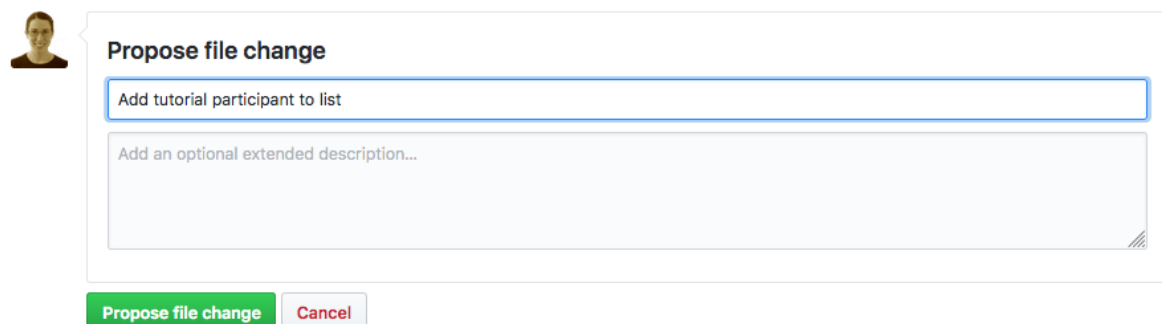 Propose file change
Add tutorial participant to list
Add an optional extended description...
Propose file change Cancel